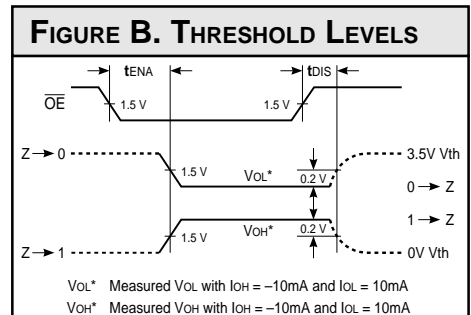 FIGURE B. THRESHOLD LEVELS
tENA tDIS
OE 1.5 V 1.5 V
Z → 0 3.5V Vth
1.5 V VOL* 0.2 V
0 → Z
1 → Z
1.5 V VOH* 0.2 V
Z → 1 0V Vth
VOL* Measured VOL with IOH = –10mA and IOL = 10mA
VOH* Measured VOH with IOH = –10mA and IOL = 10mA